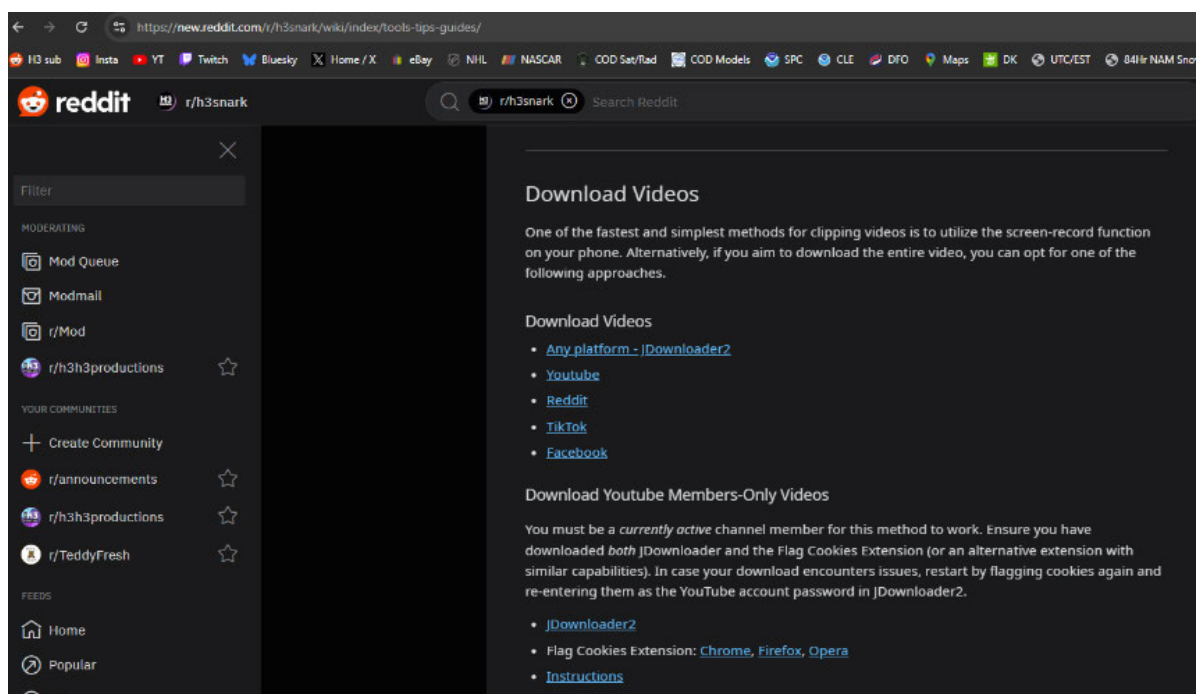 https://new.reddit.com/r/h3snark/wiki/index/tools-tips-guides/
H3 sub Insta YT Twitch Bluesky Home / X eBay NHL NASCAR COD Sat/Rad COD Models SPC CLE DFO Maps DK UTC/EST 84Hr NAM Snow
reddit r/h3snark r/h3snark Search Reddit
Filter
MODERATING
Mod Queue
Modmail
r/Mod
r/h3h3productions
YOUR COMMUNITIES
Create Community
r/announcements
r/h3h3productions
r/TeddyFresh
FEEDS
Home
Popular
Download Videos
One of the fastest and simplest methods for clipping videos is to utilize the screen-record function
on your phone. Alternatively, if you aim to download the entire video, you can opt for one of the
following approaches.
Download Videos
Any platform - JDownloader2
Youtube
Reddit
TikTok
Facebook
Download Youtube Members-Only Videos
You must be a currently active channel member for this method to work. Ensure you have
downloaded both JDownloader and the Flag Cookies Extension (or an alternative extension with
similar capabilities). In case your download encounters issues, restart by flagging cookies again and
re-entering them as the YouTube account password in JDownloader2.
JDownloader2
Flag Cookies Extension: Chrome, Firefox, Opera
Instructions